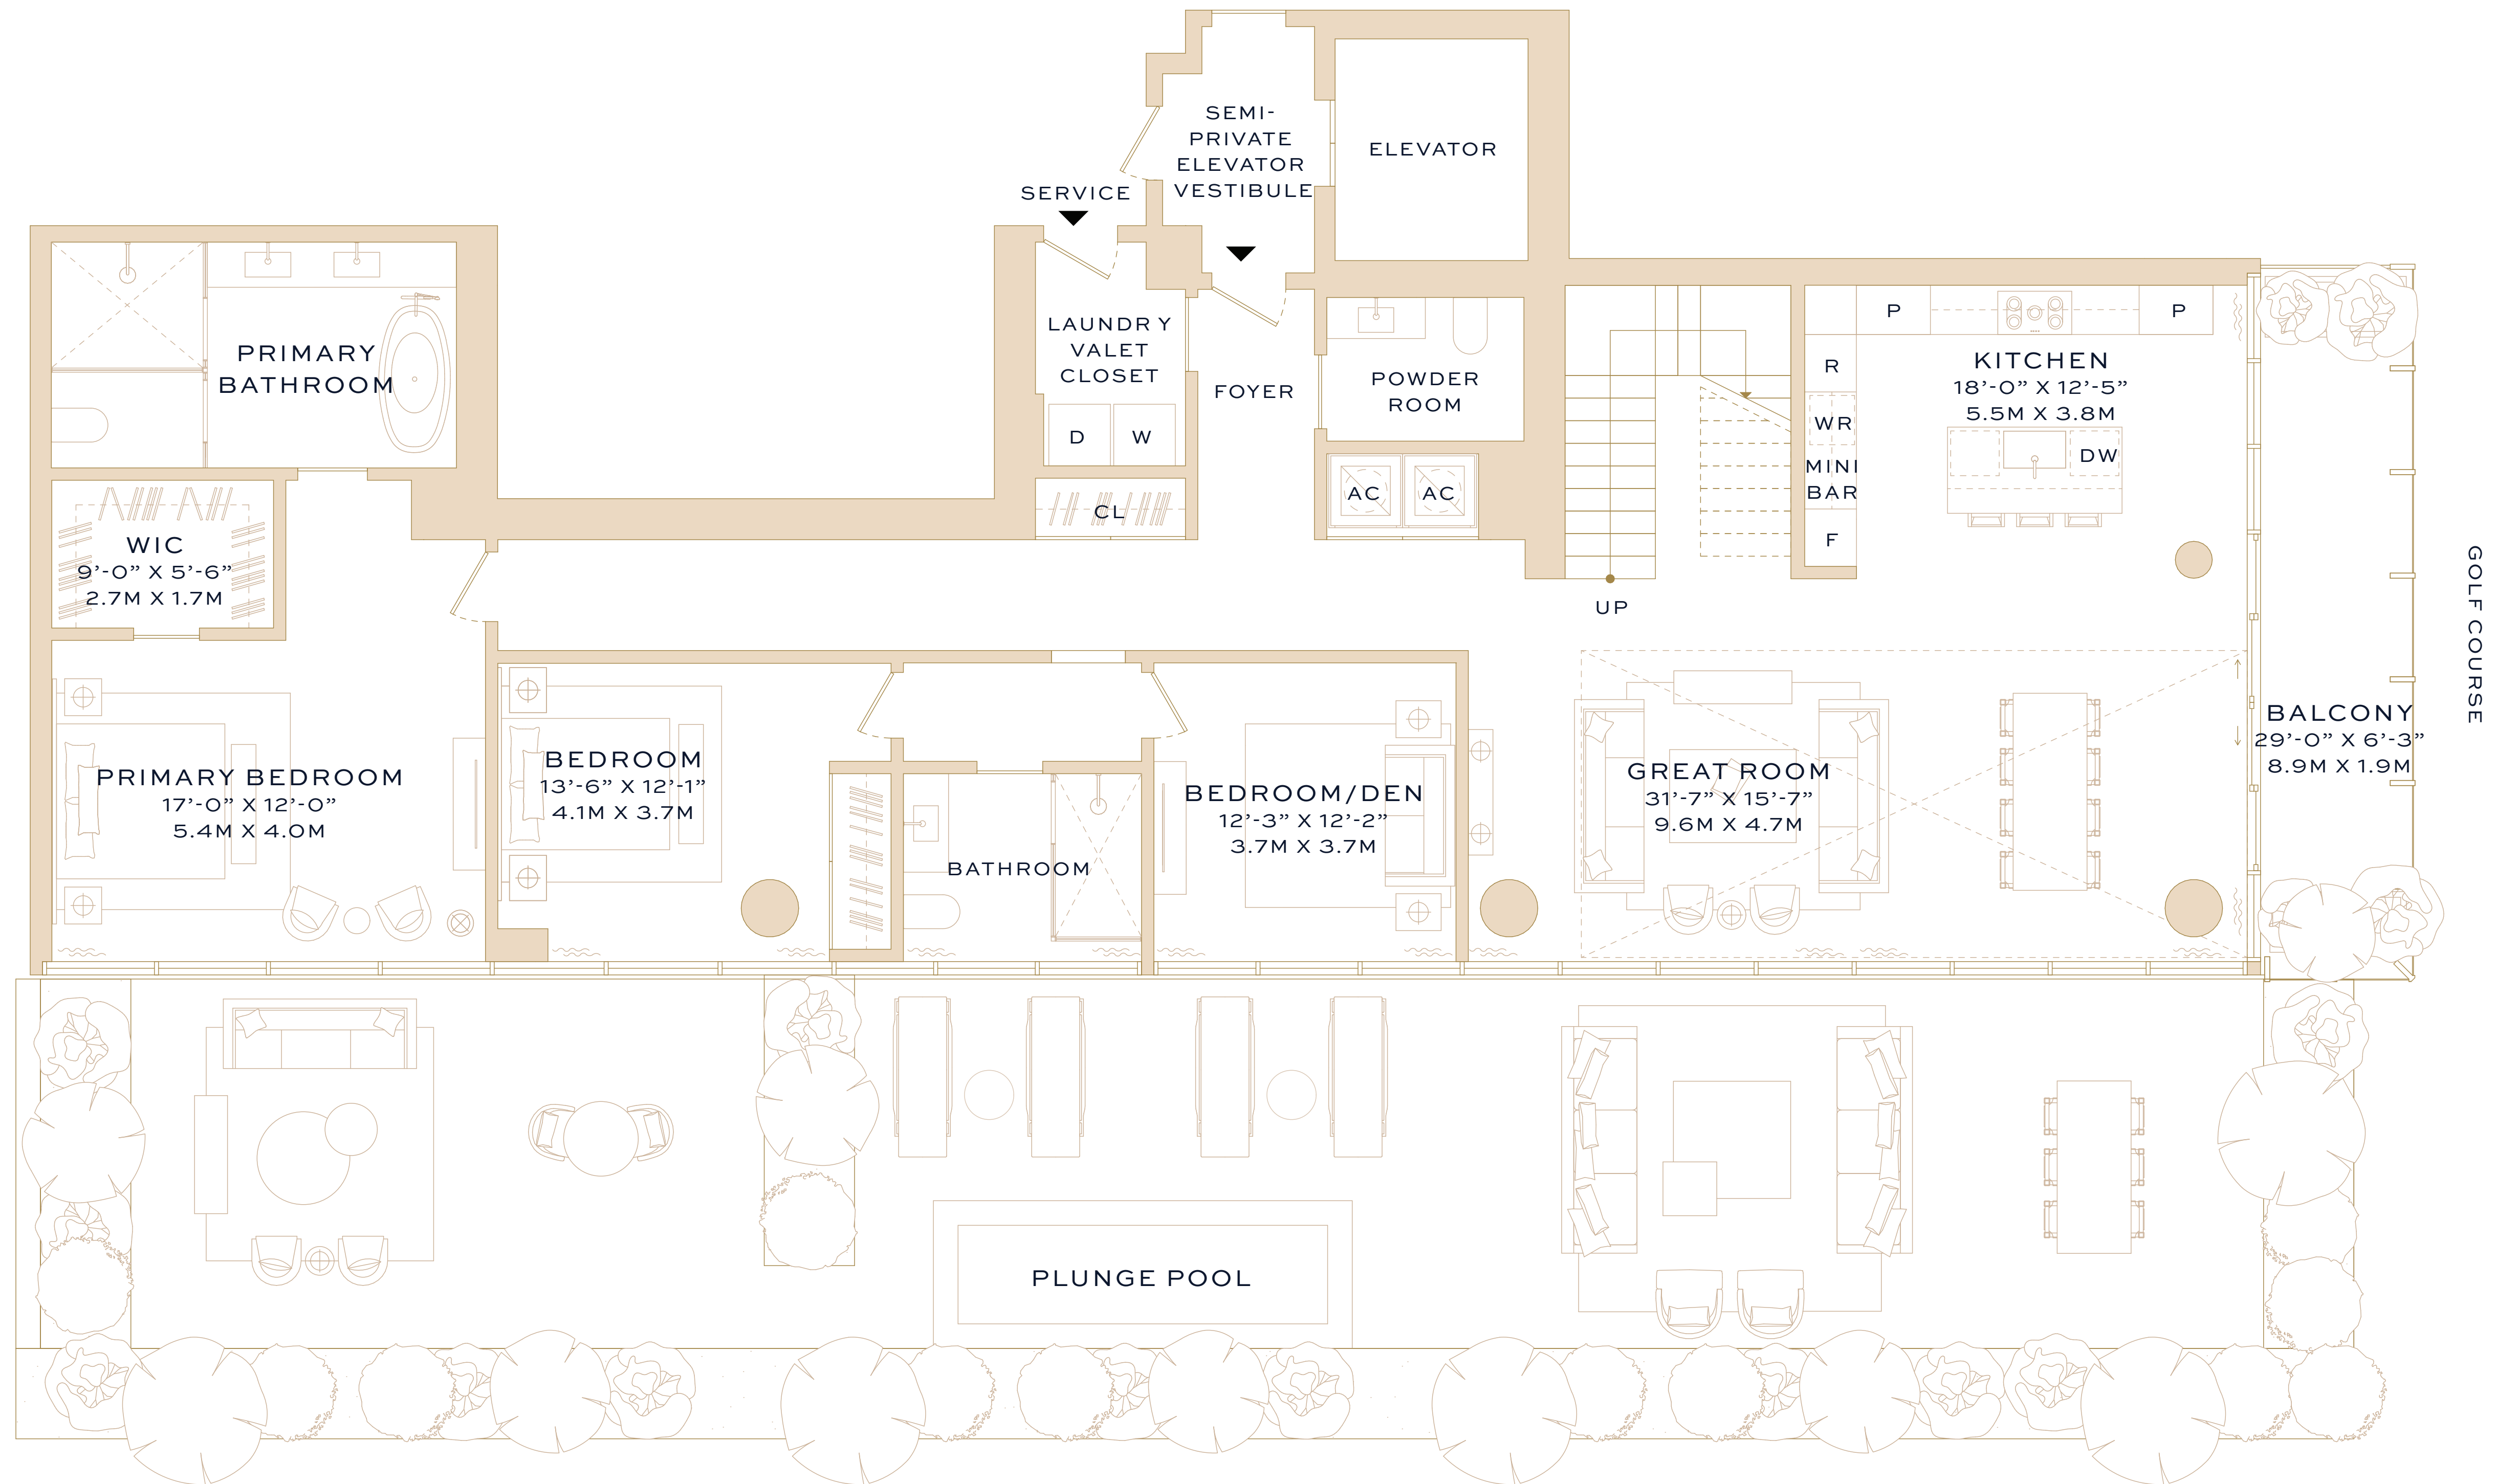 SEMI-
PRIVATE
ELEVATOR
VESTIBULE
ELEVATOR
SERVICE
LAUNDRY
VALET
CLOSET
D
W
CL
FOYER
POWDER
ROOM
AC
AC
UP
P
P
R
WR
MINI
BAR
F
KITCHEN
18'-0" X 12'-5"
5.5M X 3.8M
DW
PRIMARY
BATHROOM
WIC
9'-0" X 5'-6"
2.7M X 1.7M
PRIMARY BEDROOM
17'-0" X 12'-0"
5.4M X 4.0M
BEDROOM
13'-6" X 12'-1"
4.1M X 3.7M
BATHROOM
BEDROOM/DEN
12'-3" X 12'-2"
3.7M X 3.7M
GREAT ROOM
31'-7" X 15'-7"
9.6M X 4.7M
BALCONY
29'-0" X 6'-3"
8.9M X 1.9M
GOLF COURSE
PLUNGE POOL